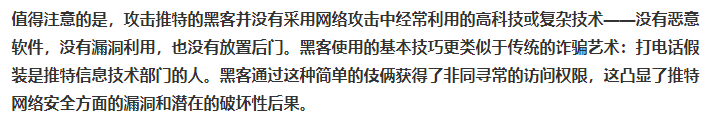 值得注意的是，攻击推特的黑客并没有采用网络攻击中经常利用的高科技或复杂技术——没有恶意
软件，没有漏洞利用，也没有放置后门。黑客使用的基本技巧更类似于传统的诈骗艺术：打电话假
装是推特信息技术部门的人。黑客通过这种简单的伎俩获得了非同寻常的访问权限，这凸显了推特
网络安全方面的漏洞和潜在的破坏性后果。